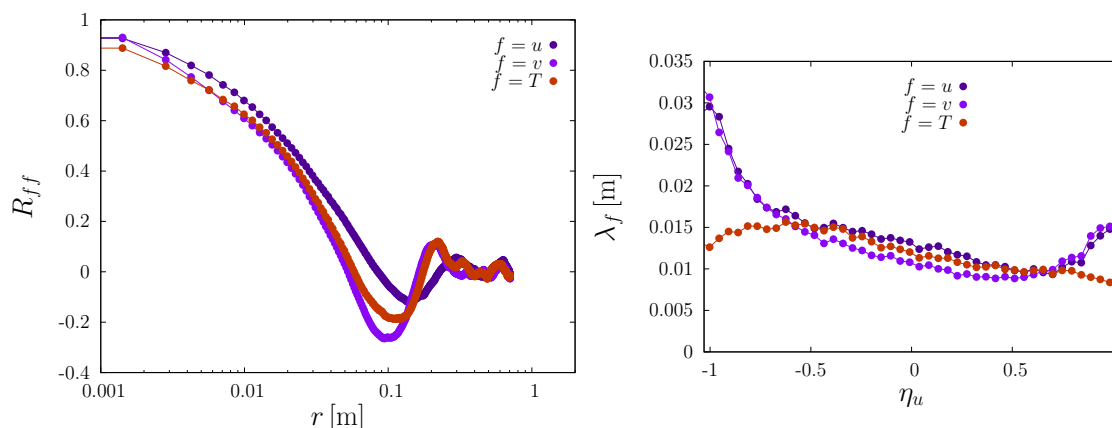 1
0.8
0.6
0.4
0.2
0
-0.2
-0.4
0.001
0.01
0.1
1
R_{ff}
r [m]
f = u
f = v
f = T
0.035
0.03
0.025
0.02
0.015
0.01
0.005
0
-1
-0.5
0
0.5
λ_f [m]
η_u
f = u
f = v
f = T